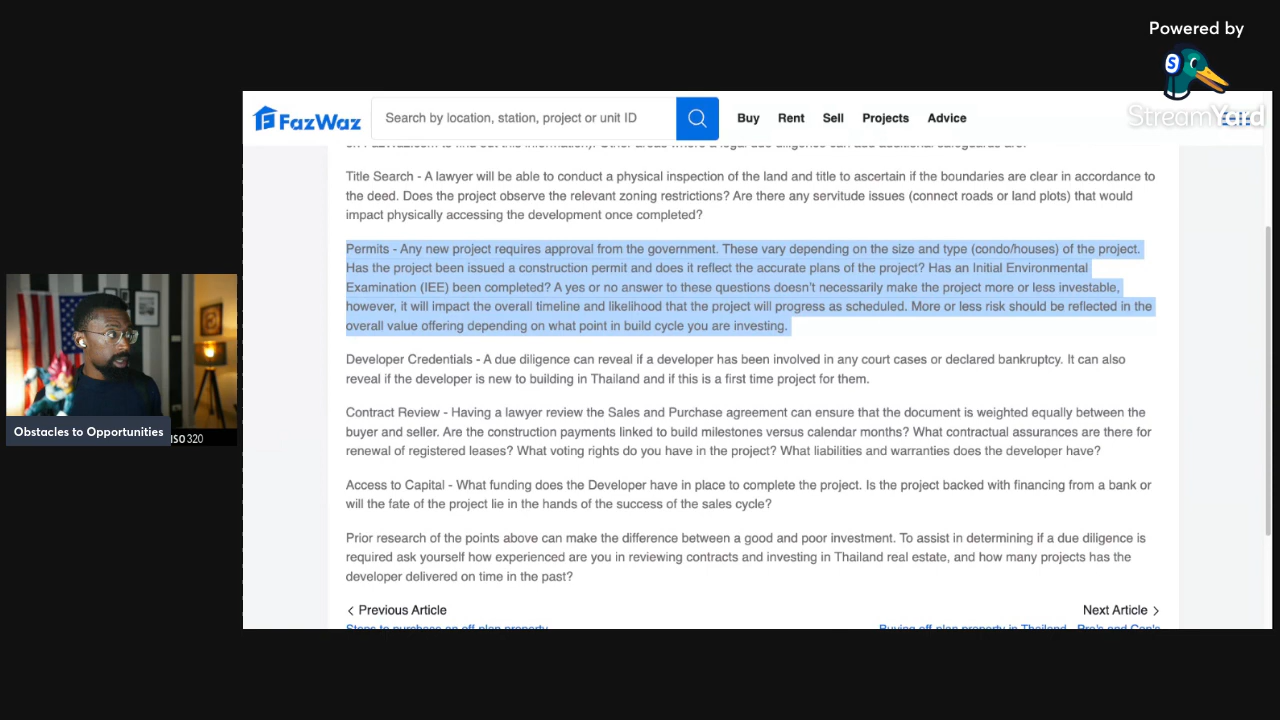 Powered by
S
StreamYard
FazWaz
Search by location, station, project or unit ID
Buy
Rent
Sell
Projects
Advice
Title Search - A lawyer will be able to conduct a physical inspection of the land and title to ascertain if the boundaries are clear in accordance to
the deed. Does the project observe the relevant zoning restrictions? Are there any servitude issues (connect roads or land plots) that would
impact physically accessing the development once completed?
Permits - Any new project requires approval from the government. These vary depending on the size and type (condo/houses) of the project.
Has the project been issued a construction permit and does it reflect the accurate plans of the project? Has an Initial Environmental
Examination (IEE) been completed? A yes or no answer to these questions doesn't necessarily make the project more or less investable,
however, it will impact the overall timeline and likelihood that the project will progress as scheduled. More or less risk should be reflected in the
overall value offering depending on what point in build cycle you are investing.
Developer Credentials - A due diligence can reveal if a developer has been involved in any court cases or declared bankruptcy. It can also
reveal if the developer is new to building in Thailand and if this is a first time project for them.
Contract Review - Having a lawyer review the Sales and Purchase agreement can ensure that the document is weighted equally between the
buyer and seller. Are the construction payments linked to build milestones versus calendar months? What contractual assurances are there for
renewal of registered leases? What voting rights do you have in the project? What liabilities and warranties does the developer have?
Access to Capital - What funding does the Developer have in place to complete the project. Is the project backed with financing from a bank or
will the fate of the project lie in the hands of the success of the sales cycle?
Prior research of the points above can make the difference between a good and poor investment. To assist in determining if a due diligence is
required ask yourself how experienced are you in reviewing contracts and investing in Thailand real estate, and how many projects has the
developer delivered on time in the past?
Previous Article
Next Article
Steps to purchase an off plan property
Buying off-plan property in Thailand - Pro's and Con's
Obstacles to Opportunities
ISO 320